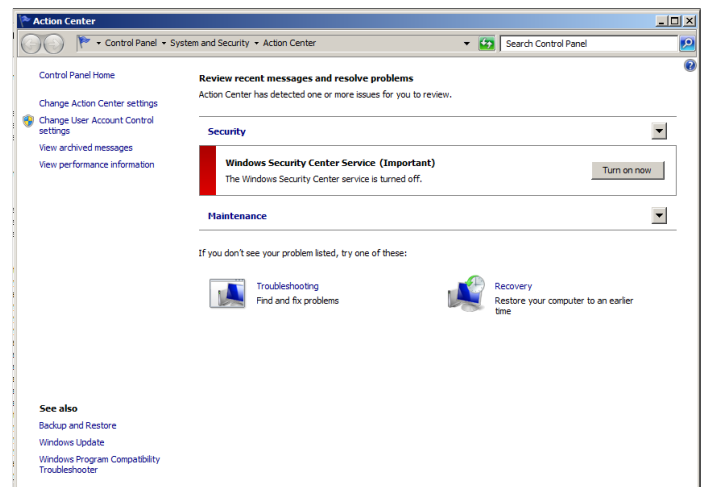 Action Center
Control Panel System and Security Action Center
Search Control Panel
Control Panel Home
Change Action Center settings
Change User Account Control
settings
View archived messages
View performance information
Review recent messages and resolve problems
Action Center has detected one or more issues for you to review.
Security
Windows Security Center Service (Important)
The Windows Security Center service is turned off.
Turn on now
Maintenance
If you don't see your problem listed, try one of these:
Troubleshooting
Find and fix problems
Recovery
Restore your computer to an earlier
time
See also
Backup and Restore
Windows Update
Windows Program Compatibility
Troubleshooter